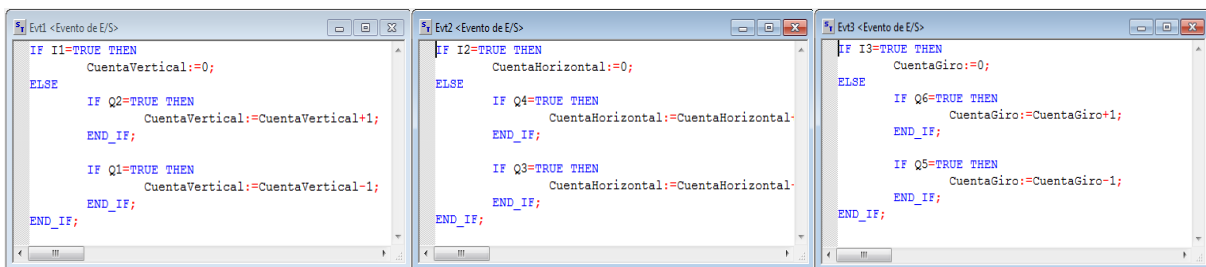 Evt1 <Evento de E/S>
IF I1=TRUE THEN
CuentaVertical:=0;
ELSE
IF Q2=TRUE THEN
CuentaVertical:=CuentaVertical+1;
END_IF;
IF Q1=TRUE THEN
CuentaVertical:=CuentaVertical-1;
END_IF;
END_IF;
Evt2 <Evento de E/S>
IF I2=TRUE THEN
CuentaHorizontal:=0;
ELSE
IF Q4=TRUE THEN
CuentaHorizontal:=CuentaHorizontal
END_IF;
IF Q3=TRUE THEN
CuentaHorizontal:=CuentaHorizontal
END_IF;
END_IF;
Evt3 <Evento de E/S>
IF I3=TRUE THEN
CuentaGiro:=0;
ELSE
IF Q6=TRUE THEN
CuentaGiro:=CuentaGiro+1;
END_IF;
IF Q5=TRUE THEN
CuentaGiro:=CuentaGiro-1;
END_IF;
END_IF;